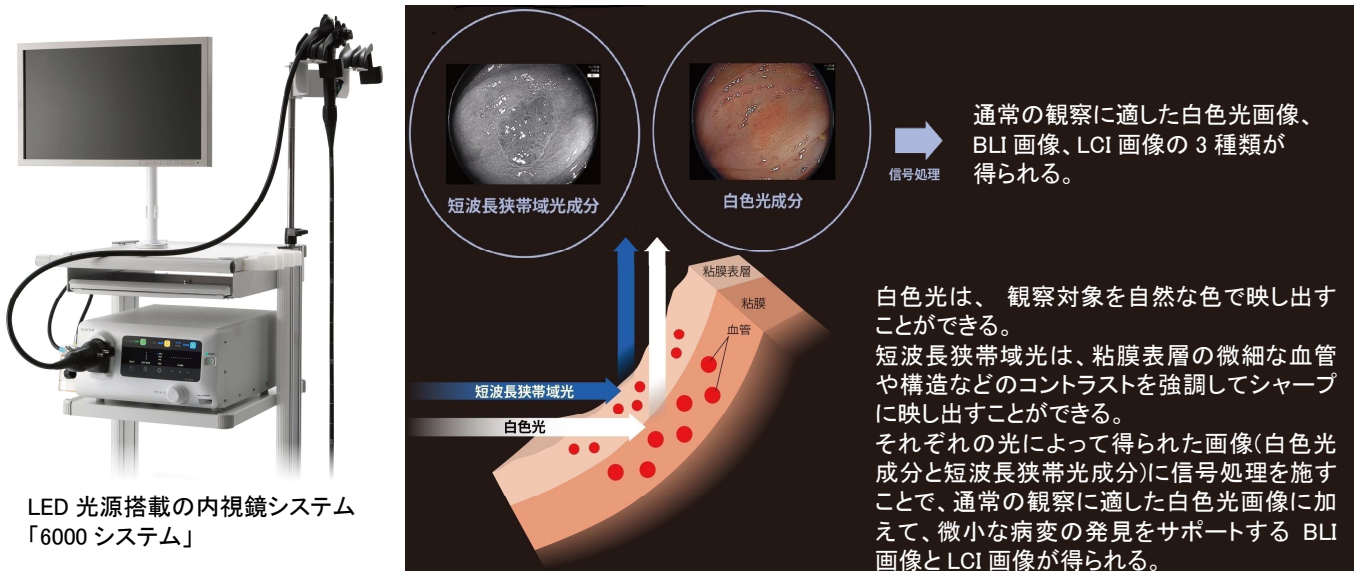 LED 光源搭載の内視鏡システム
「6000 システム」
短波長狭帯域光成分
白色光成分
信号処理
通常の観察に適した白色光画像、
BLI 画像、LCI 画像の 3 種類が
得られる。
粘膜表層
粘膜
血管
短波長狭帯域光
白色光
白色光は、 観察対象を自然な色で映し出す
ことができる。
短波長狭帯域光は、粘膜表層の微細な血管
や構造などのコントラストを強調してシャープ
に映し出すことができる。
それぞれの光によって得られた画像(白色光
成分と短波長狭帯光成分)に信号処理を施す
ことで、通常の観察に適した白色光画像に加
えて、微小な病変の発見をサポートする BLI
画像と LCI 画像が得られる。